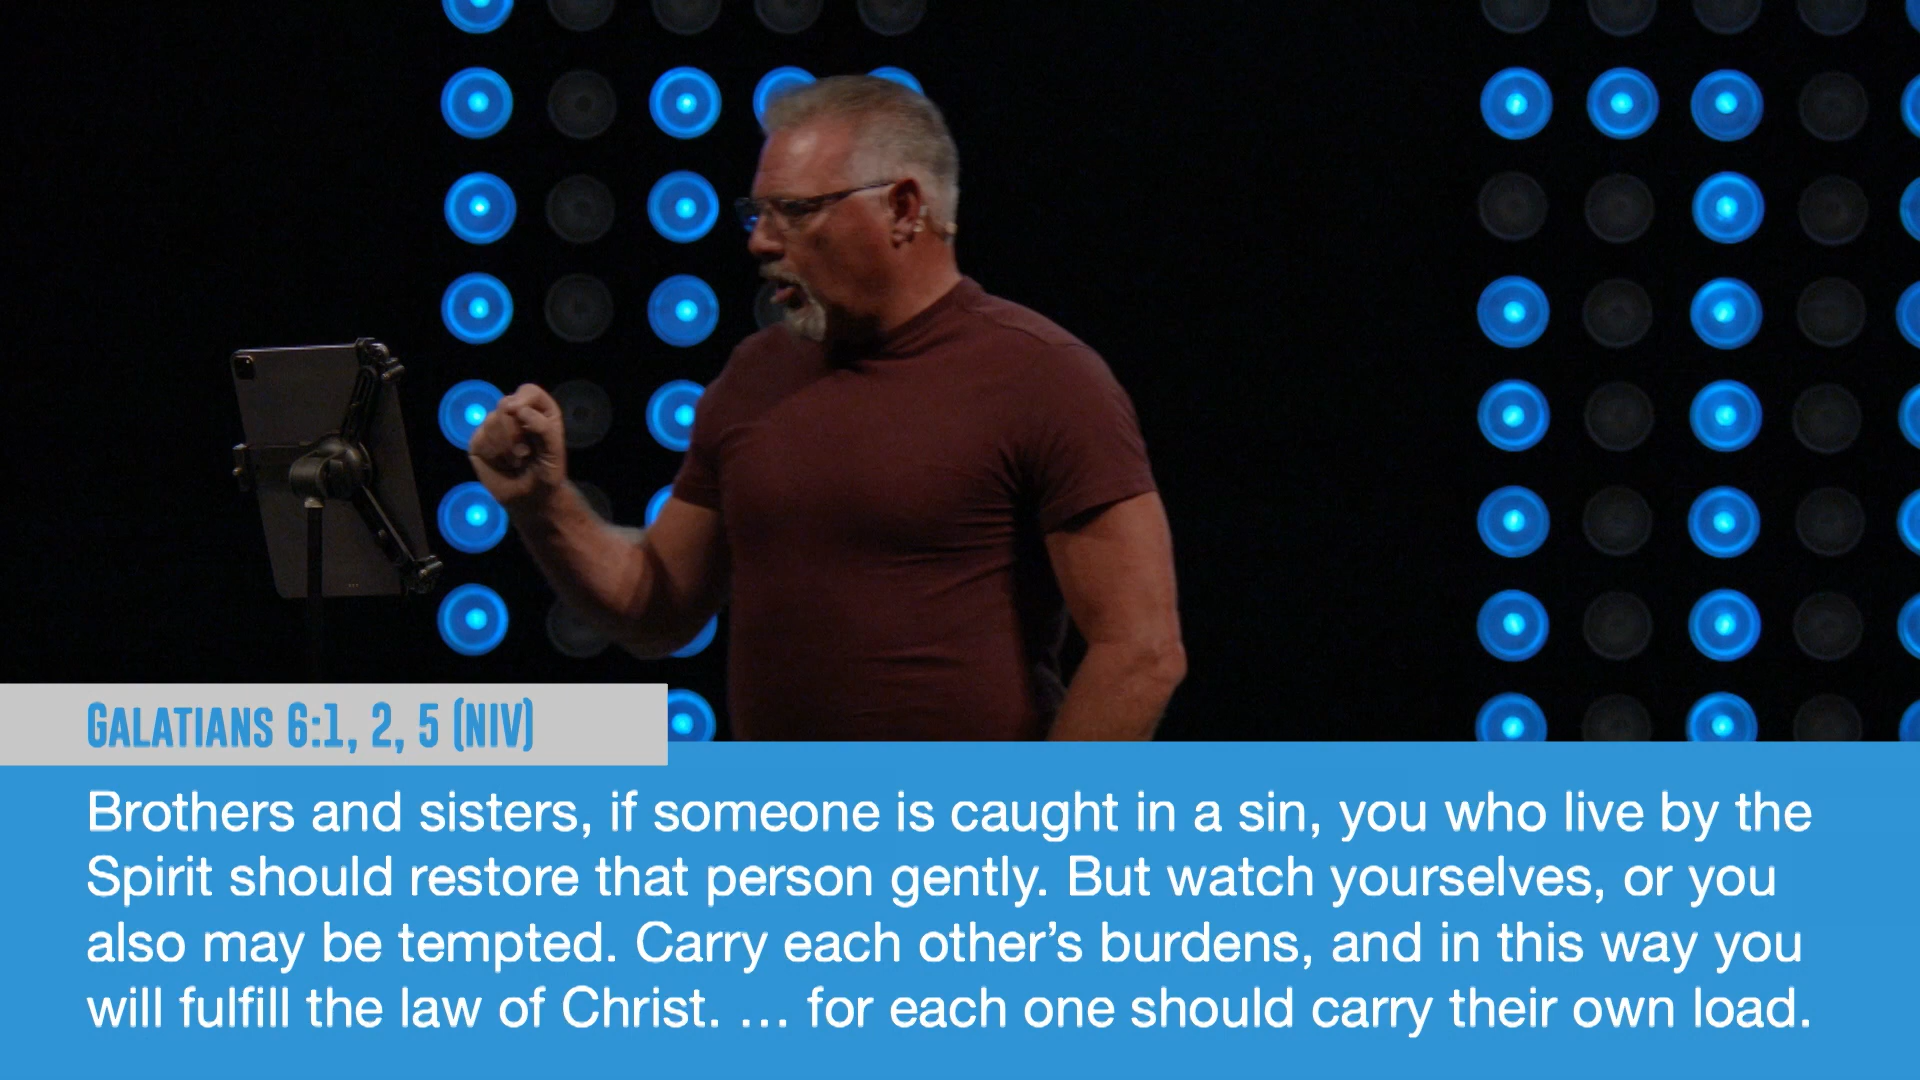 Galatians 6:1, 2, 5 (NIV)
Brothers and sisters, if someone is caught in a sin, you who live by the
Spirit should restore that person gently. But watch yourselves, or you
also may be tempted. Carry each other’s burdens, and in this way you
will fulfill the law of Christ. … for each one should carry their own load.